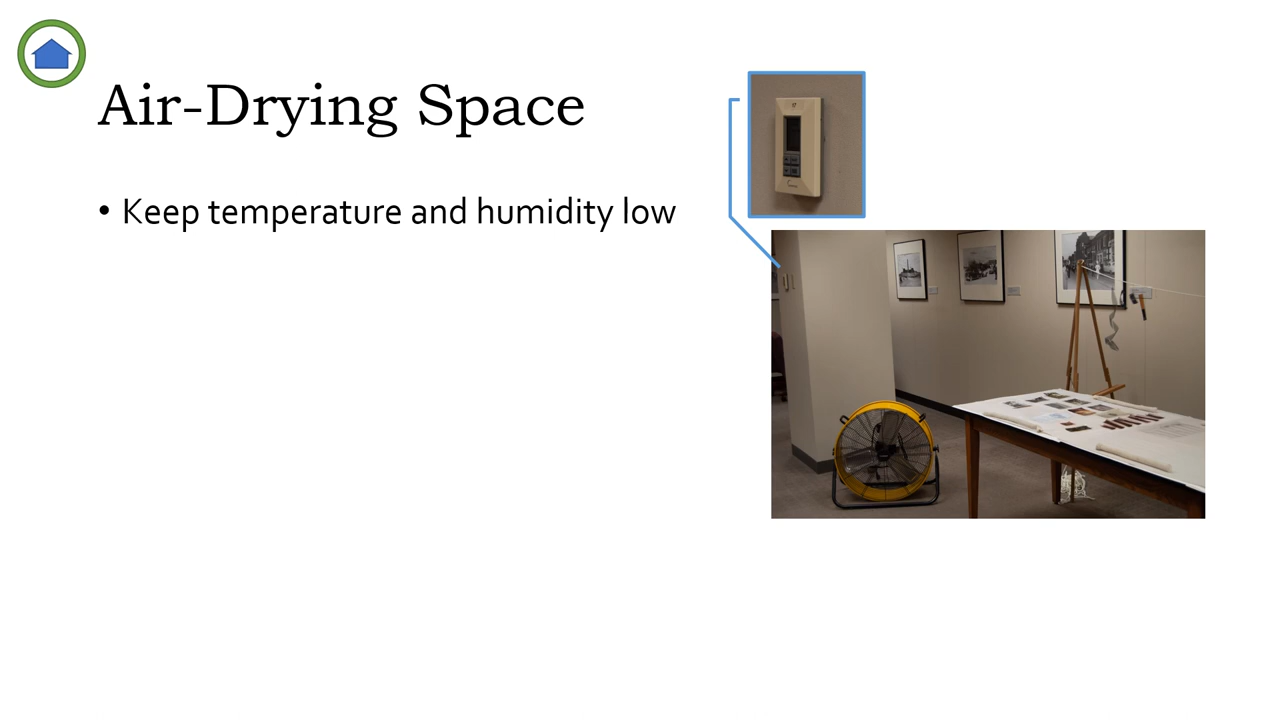 Air-Drying Space
• Keep temperature and humidity low